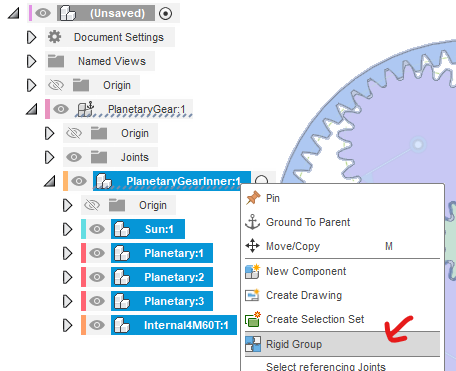 (Unsaved)
Document Settings
Named Views
Origin
PlanetaryGear:1
Origin
Joints
PlanetaryGearInner:1
Origin
Sun:1
Planetary:1
Planetary:2
Planetary:3
Internal4M60T:1
Pin
Ground To Parent
Move/Copy M
New Component
Create Drawing
Create Selection Set
Rigid Group
Select referencing Joints